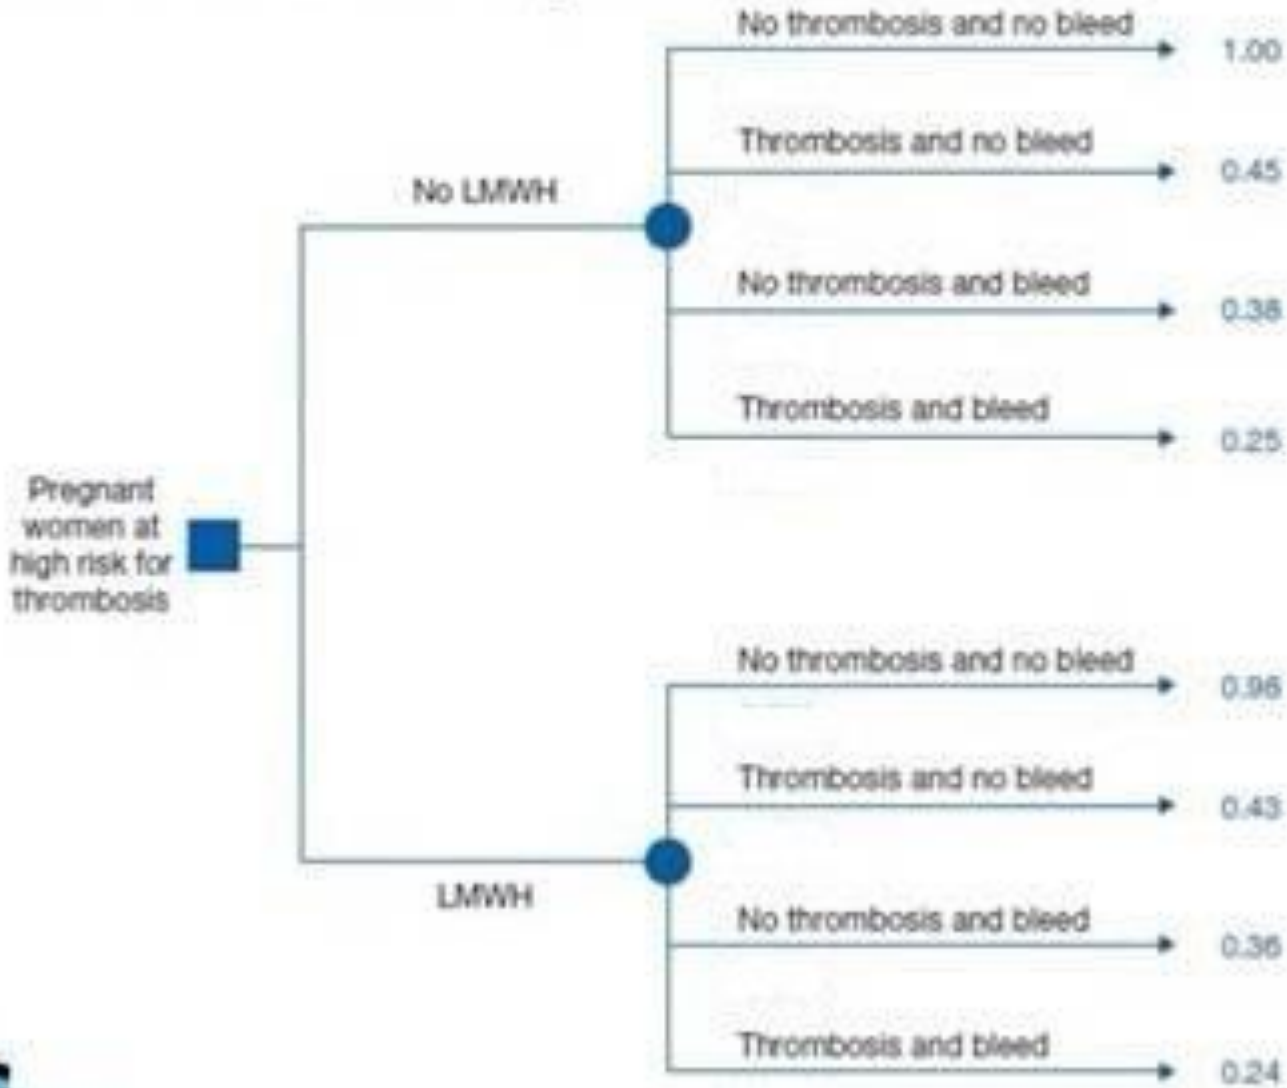 No thrombosis and no bleed
1.00
Thrombosis and no bleed
0.45
No LMWH
No thrombosis and bleed
0.38
Thrombosis and bleed
0.25
Pregnant
women at
high risk for
thrombosis
No thrombosis and no bleed
0.96
Thrombosis and no bleed
0.43
LMWH
No thrombosis and bleed
0.36
Thrombosis and bleed
0.24